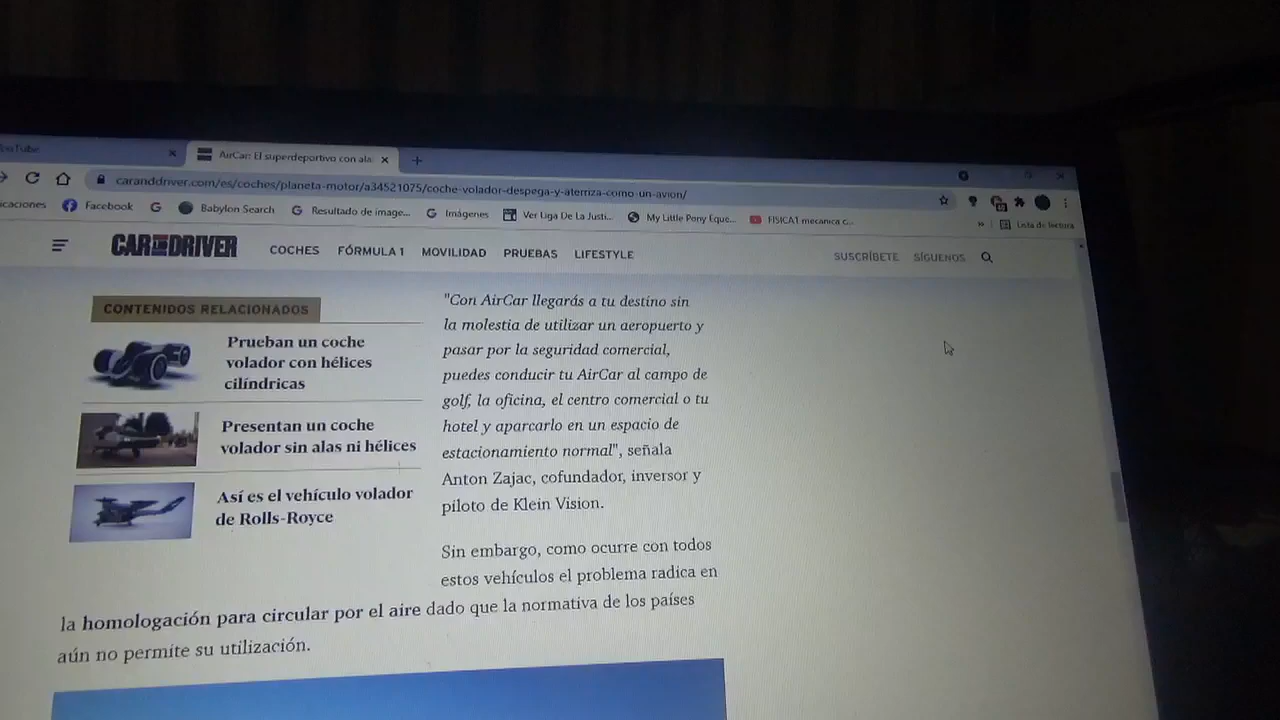 AirCar: El superdeportivo con ala
caranddriver.com/es/coches/planeta-motor/a34521075/coche-volador-despega-y-aterriza-como-un-avion/
Facebook
Babylon Search
Resultado de image...
Imágenes
Ver Liga De La Justi...
My Little Pony Eque...
FISICA1 mecanica c...
Lista de lectura
CAR AND DRIVER
COCHES
FÓRMULA 1
MOVILIDAD
PRUEBAS
LIFESTYLE
SUSCRÍBETE
SÍGUENOS
CONTENIDOS RELACIONADOS
Prueban un coche
volador con hélices
cilíndricas
Presentan un coche
volador sin alas ni hélices
Así es el vehículo volador
de Rolls-Royce
"Con AirCar llegarás a tu destino sin
la molestia de utilizar un aeropuerto y
pasar por la seguridad comercial,
puedes conducir tu AirCar al campo de
golf, la oficina, el centro comercial o tu
hotel y aparcarlo en un espacio de
estacionamiento normal", señala
Anton Zajac, cofundador, inversor y
piloto de Klein Vision.
Sin embargo, como ocurre con todos
estos vehículos el problema radica en
la homologación para circular por el aire dado que la normativa de los países
aún no permite su utilización.